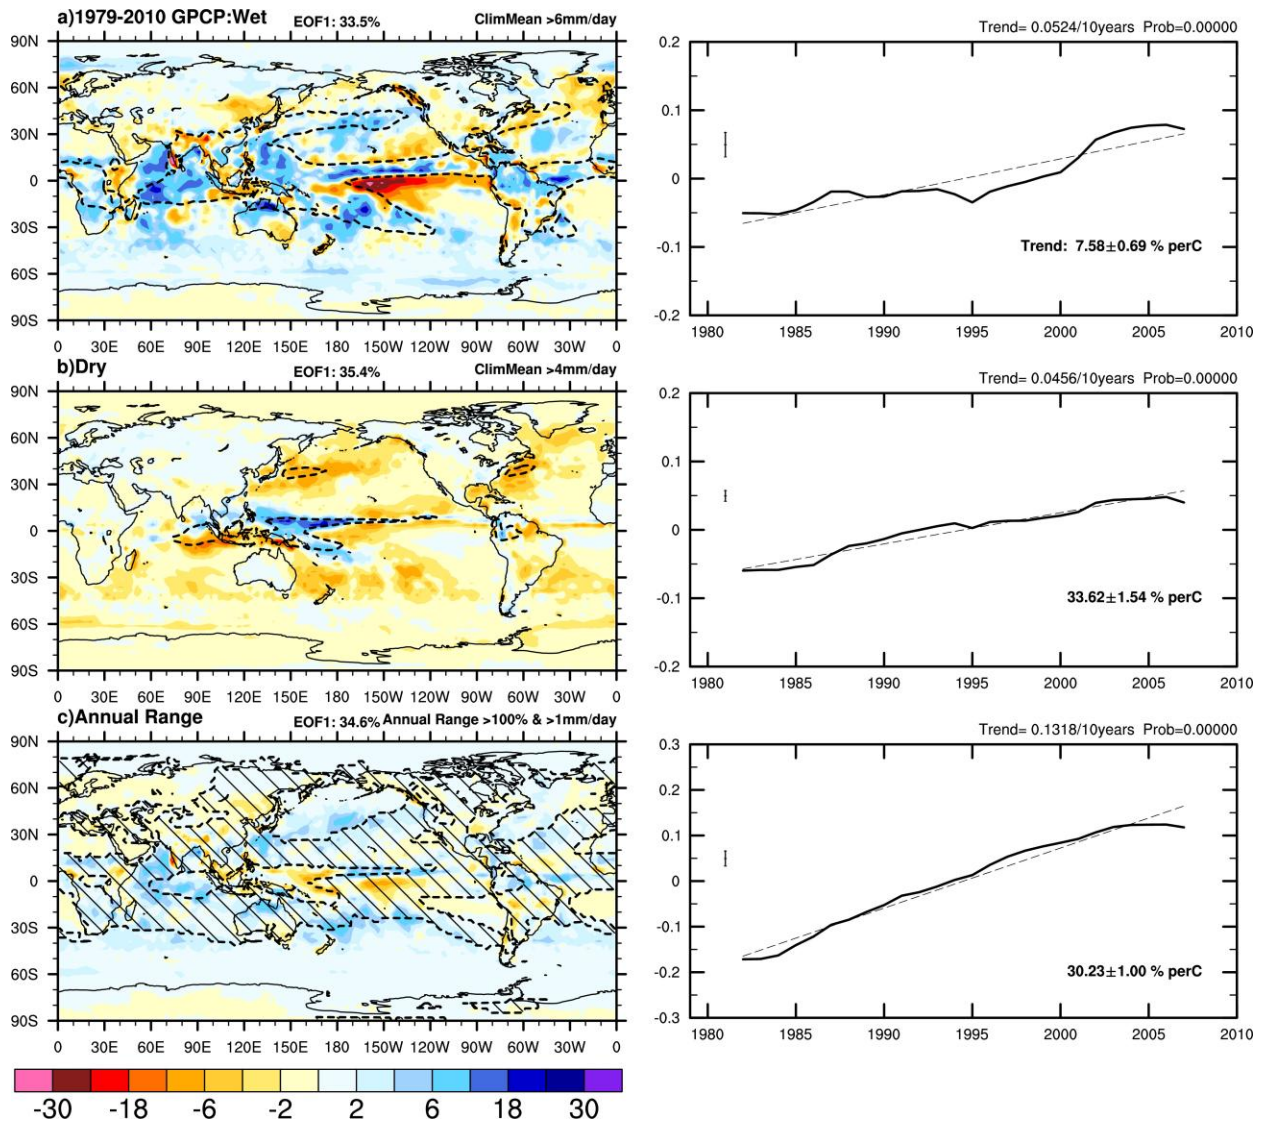 a)1979-2010 GPCP:Wet EOF1: 33.5% ClimMean >6mm/day
90N
60N
30N
0
30S
60S
90S
0 30E 60E 90E 120E 150E 180 150W 120W 90W 60W 30W 0
Trend= 0.0524/10years Prob=0.00000
0.2
0.1
0
-0.1
-0.2
Trend: 7.58±0.69 % perC
1980 1985 1990 1995 2000 2005 2010
b)Dry EOF1: 35.4% ClimMean >4mm/day
90N
60N
30N
0
30S
60S
90S
0 30E 60E 90E 120E 150E 180 150W 120W 90W 60W 30W 0
Trend= 0.0456/10years Prob=0.00000
0.2
0.1
0
-0.1
-0.2
33.62±1.54 % perC
1980 1985 1990 1995 2000 2005 2010
c)Annual Range EOF1: 34.6% Annual Range >100% & >1mm/day
90N
60N
30N
0
30S
60S
90S
0 30E 60E 90E 120E 150E 180 150W 120W 90W 60W 30W 0
Trend= 0.1318/10years Prob=0.00000
0.3
0.2
0.1
0
-0.1
-0.2
-0.3
30.23±1.00 % perC
1980 1985 1990 1995 2000 2005 2010
-30 -18 -6 -2 2 6 18 30